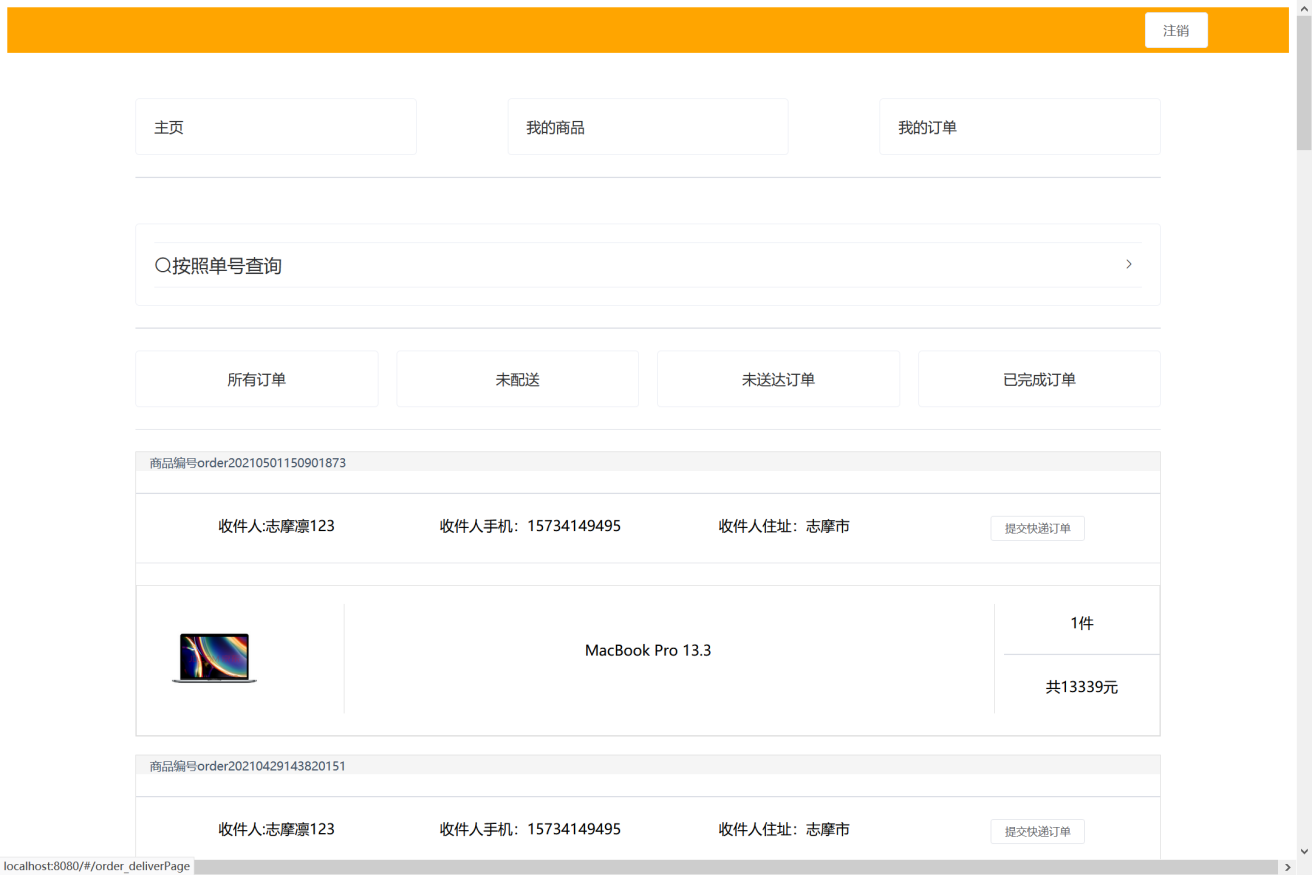 注销
主页
我的商品
我的订单
按照单号查询
所有订单
未配送
未送达订单
已完成订单
商品编号order20210501150901873
收件人:志摩凛123
收件人手机：15734149495
收件人住址：志摩市
提交快递订单
MacBook Pro 13.3
1件
共13339元
商品编号order20210429143820151
收件人:志摩凛123
收件人手机：15734149495
收件人住址：志摩市
提交快递订单
localhost:8080/#/order_deliverPage